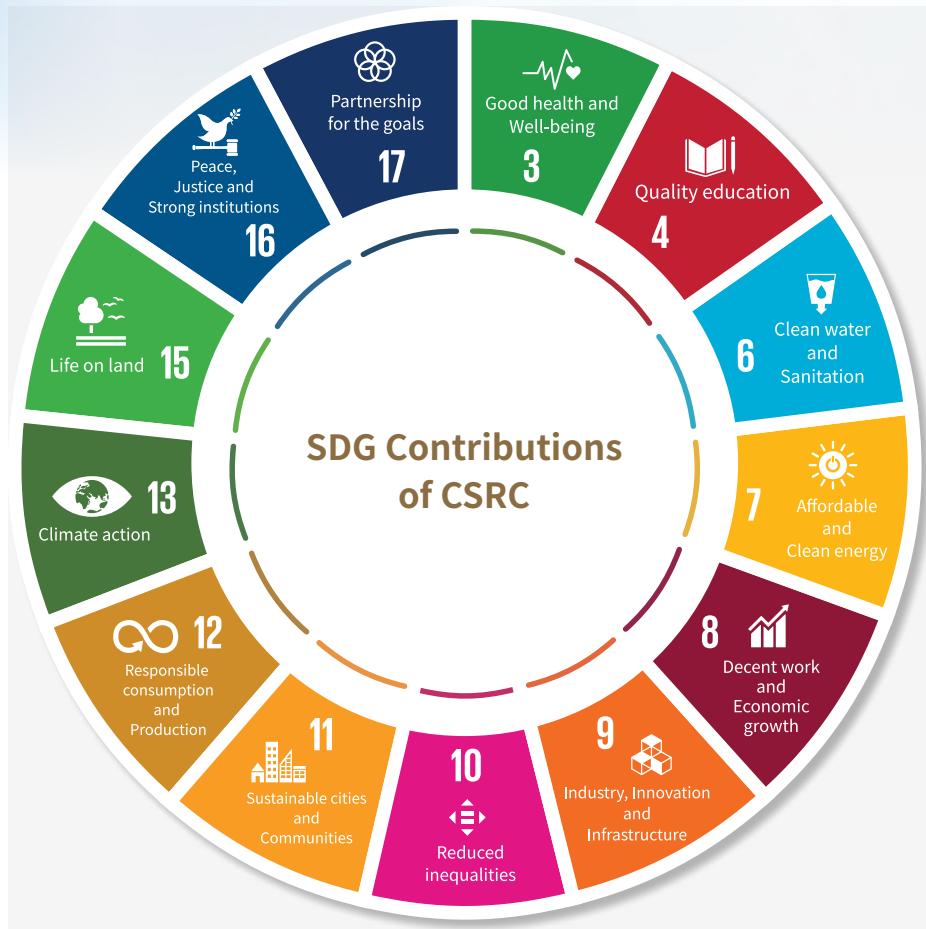 SDG Contributions
of CSRC
Good health and
Well-being
3
Quality education
4
6
Clean water
and
Sanitation
7
Affordable
and
Clean energy
8
Decent work
and
Economic
growth
9
Industry, Innovation
and
Infrastructure
10
Reduced
inequalities
11
Sustainable cities
and
Communities
12
Responsible
consumption
and
Production
13
Climate action
15
Life on land
Peace,
Justice and
Strong institutions
16
Partnership
for the goals
17